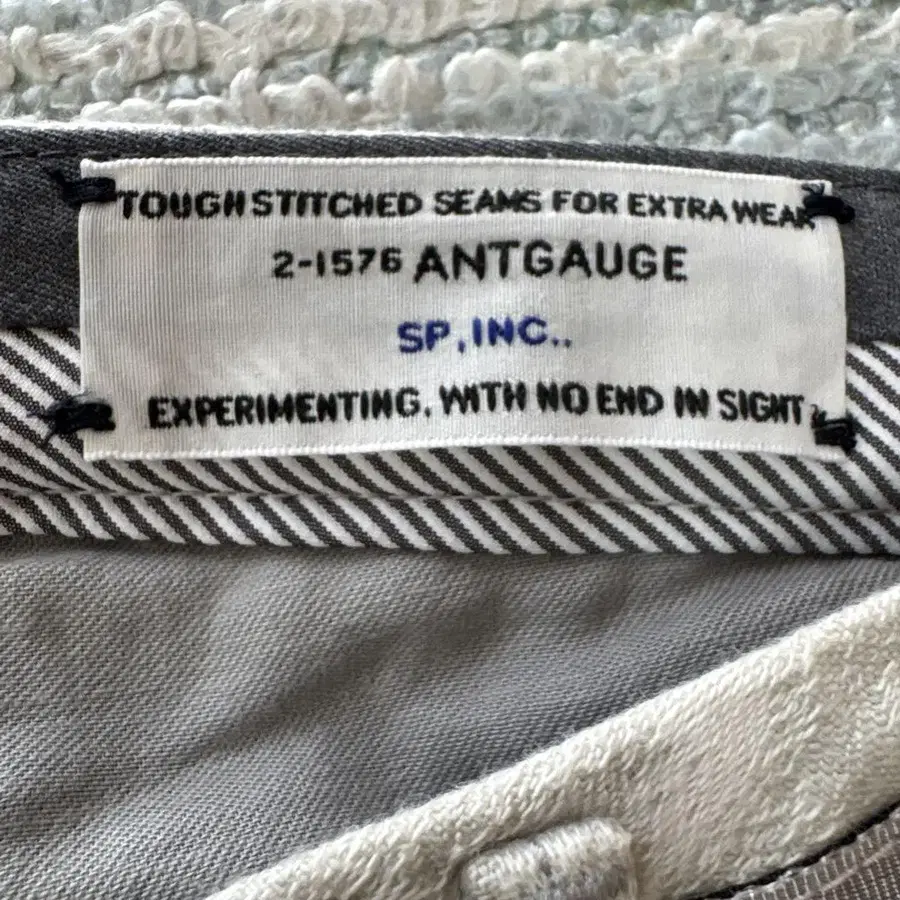 TOUGH STITCHED SEAMS FOR EXTRA WEAR
2-1576 ANTGAUGE
SP,INC..
EXPERIMENTING. WITH NO END IN SIGHT